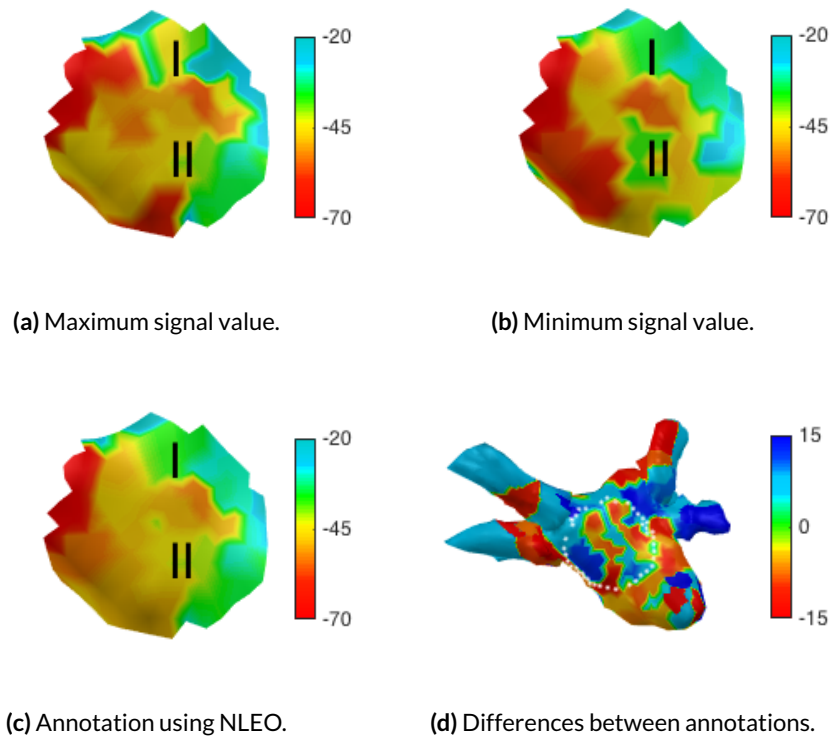 -20
-45
-70
I
II
-20
-45
-70
I
II
(a) Maximum signal value.
(b) Minimum signal value.
-20
-45
-70
I
II
15
0
-15
(c) Annotation using NLEO.
(d) Differences between annotations.